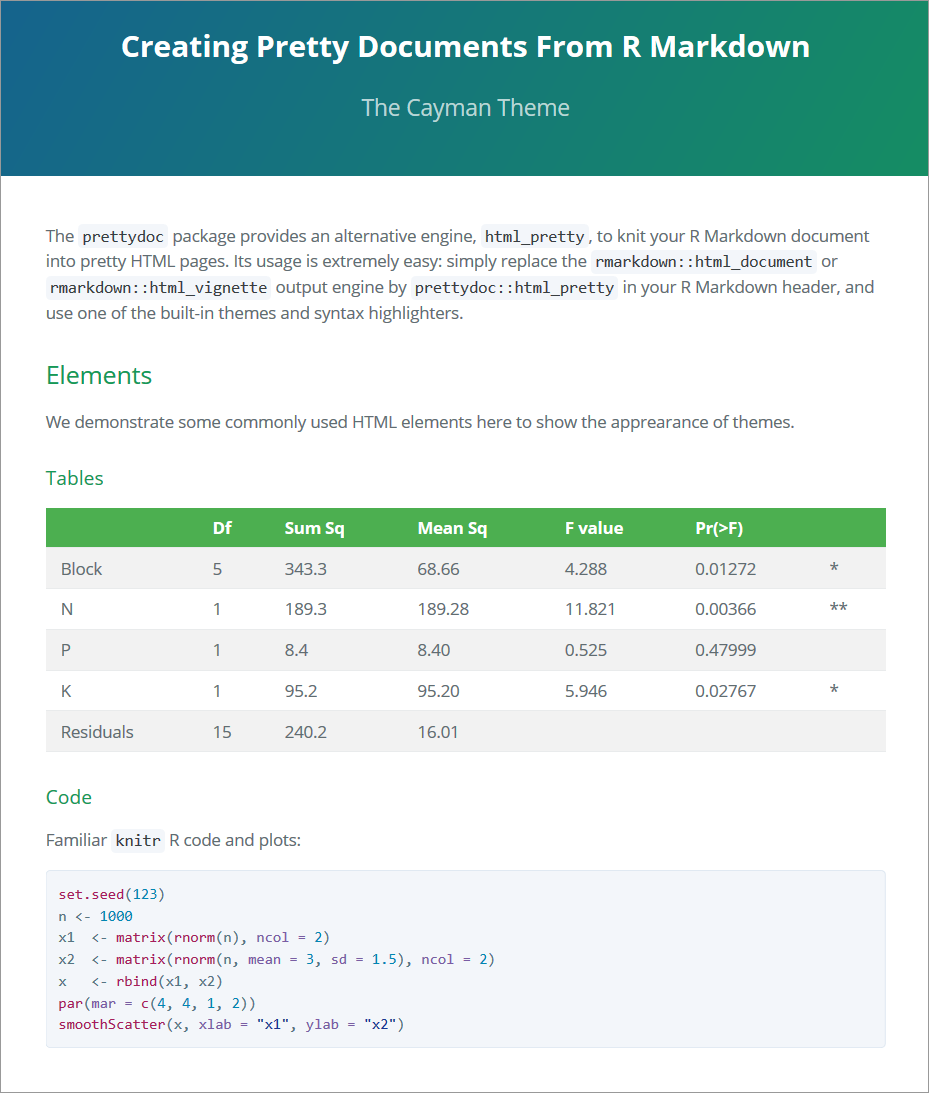 Creating Pretty Documents From R Markdown
The Cayman Theme
The prettydoc package provides an alternative engine, html_pretty, to knit your R Markdown document
into pretty HTML pages. Its usage is extremely easy: simply replace the rmarkdown::html_document or
rmarkdown::html_vignette output engine by prettydoc::html_pretty in your R Markdown header, and
use one of the built-in themes and syntax highlighters.
Elements
We demonstrate some commonly used HTML elements here to show the apprearance of themes.
Tables
Df Sum Sq Mean Sq F value Pr(>F)
Block 5 343.3 68.66 4.288 0.01272 *
N 1 189.3 189.28 11.821 0.00366 **
P 1 8.4 8.40 0.525 0.47999
K 1 95.2 95.20 5.946 0.02767 *
Residuals 15 240.2 16.01
Code
Familiar knitr R code and plots:
set.seed(123)
n <- 1000
x1  <- matrix(rnorm(n), ncol = 2)
x2  <- matrix(rnorm(n, mean = 3, sd = 1.5), ncol = 2)
x   <- rbind(x1, x2)
par(mar = c(4, 4, 1, 2))
smoothScatter(x, xlab = "x1", ylab = "x2")